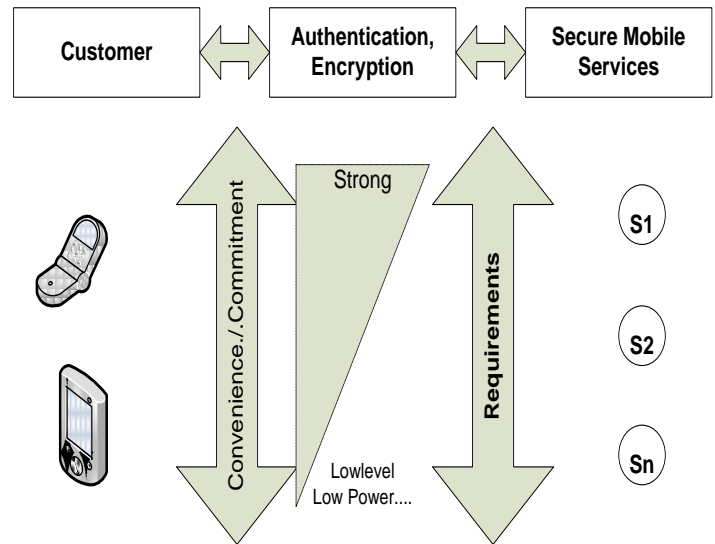 Customer
Authentication,
Encryption
Secure Mobile
Services
Convenience./.Commitment
Strong
Lowlevel
Low Power....
Requirements
S1
S2
Sn